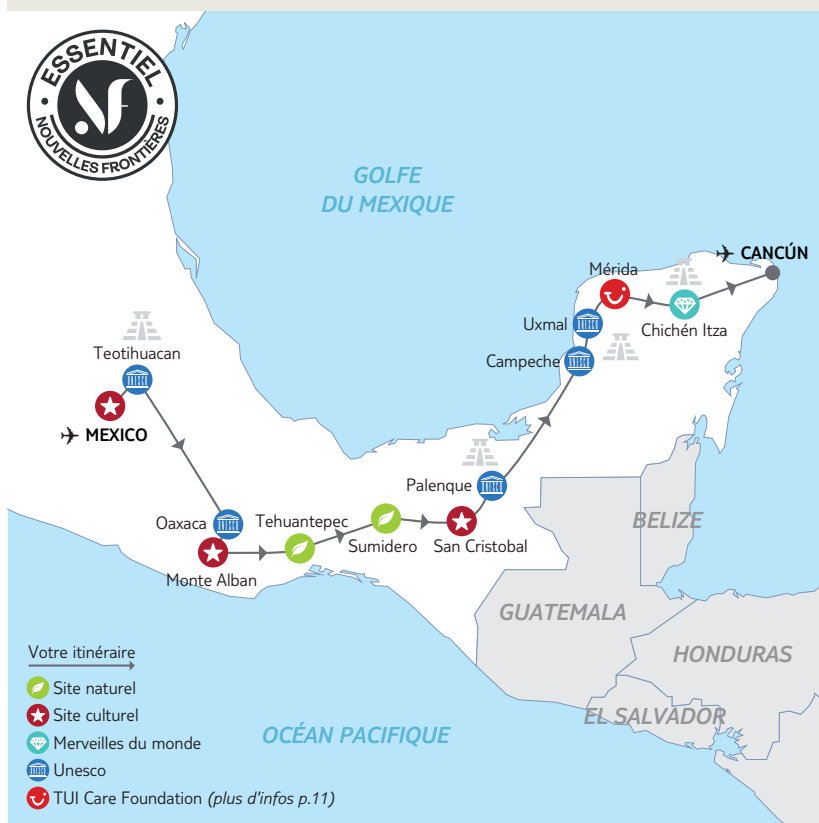 ESSENTIEL
NF
NOUVELLES FRONTIÈRES
GOLFE
DU MEXIQUE
CANCÚN
Mérida
Chichén Itza
Uxmal
Campeche
Teotihuacan
MEXICO
Palenque
Oaxaca
Tehuantepec
Sumidero
San Cristobal
Monte Alban
BELIZE
GUATEMALA
HONDURAS
EL SALVADOR
OCÉAN PACIFIQUE
Votre itinéraire
Site naturel
Site culturel
Merveilles du monde
Unesco
TUI Care Foundation (plus d'infos p.11)